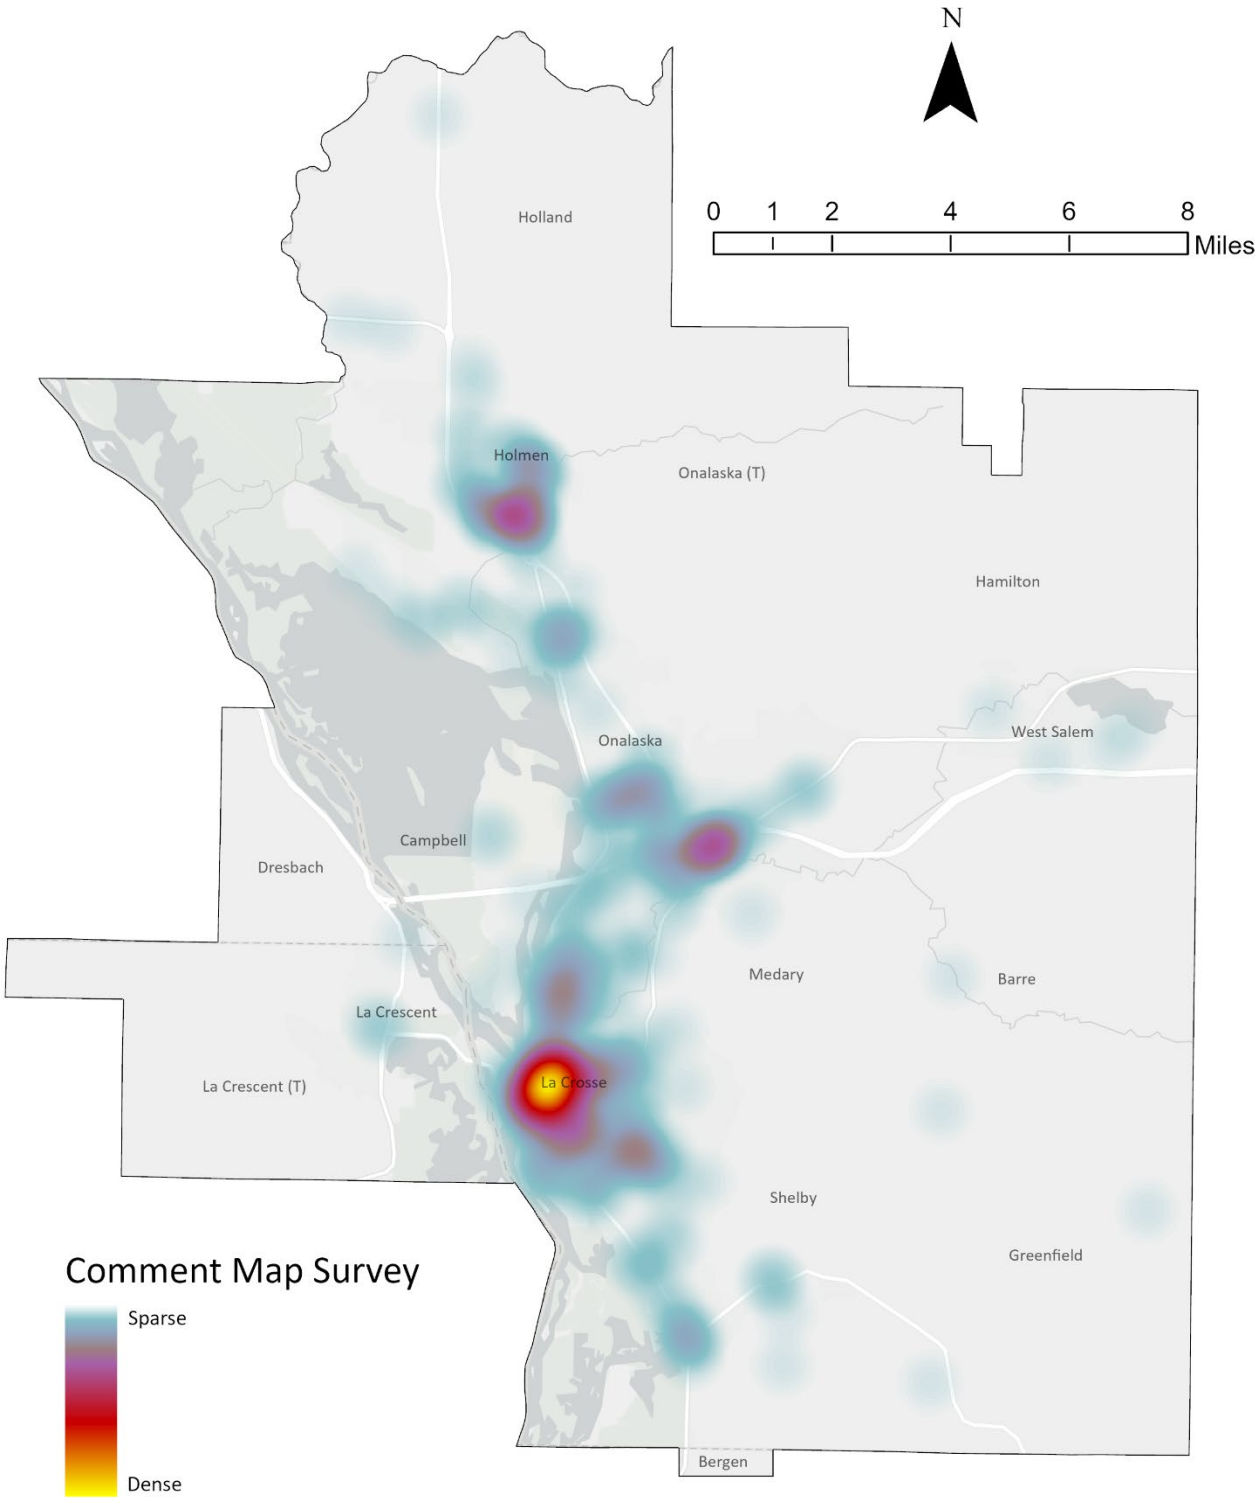 N
0 1 2 4 6 8
Miles
Holland
Holmen
Onalaska (T)
Hamilton
West Salem
Onalaska
Campbell
Dresbach
Medary
Barre
La Crescent
La Crosse
La Crescent (T)
Shelby
Greenfield
Comment Map Survey
Sparse
Bergen
Dense